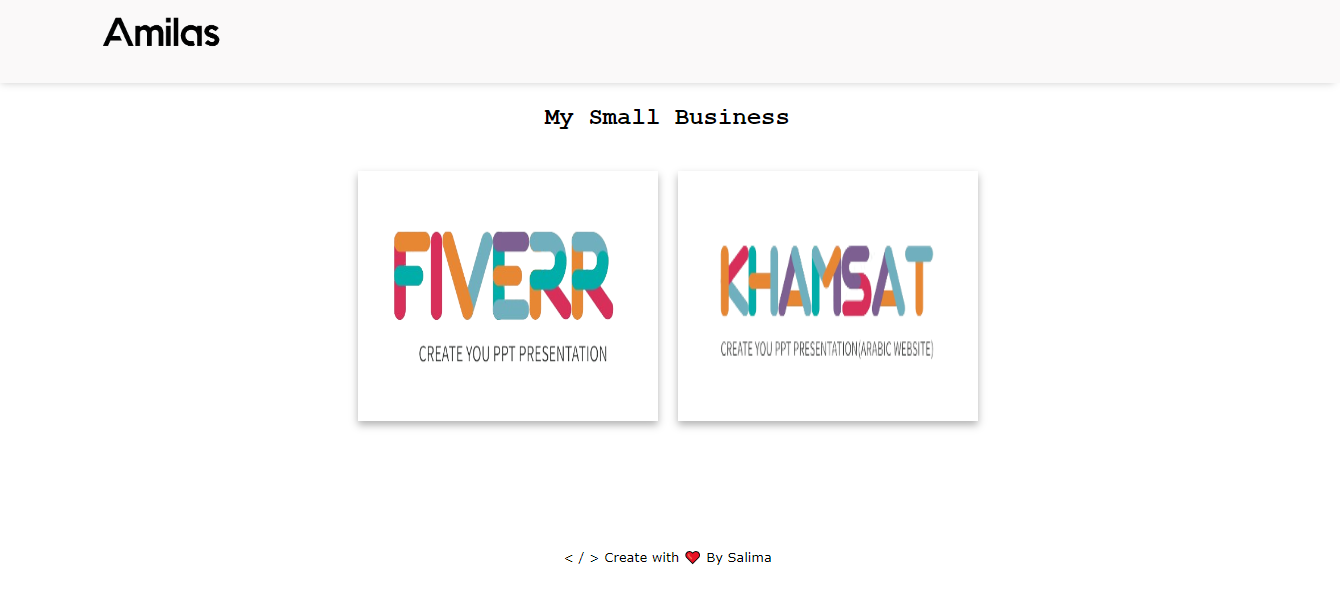 Amilas
My Small Business
FIVERR
CREATE YOU PPT PRESENTATION
KHAMSAT
CREATE YOU PPT PRESENTATION(ARABIC WEBSITE)
< / > Create with ❤ By Salima